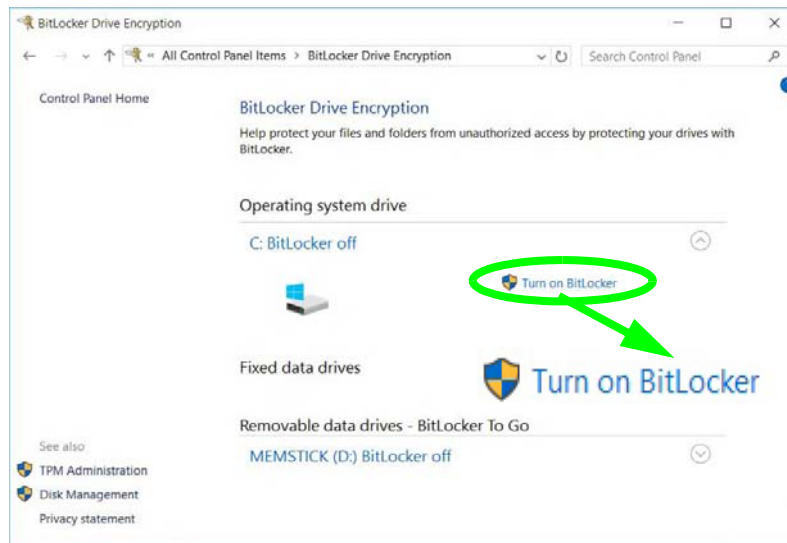 BitLocker Drive Encryption
« All Control Panel Items > BitLocker Drive Encryption
Search Control Panel
Control Panel Home
BitLocker Drive Encryption
Help protect your files and folders from unauthorized access by protecting your drives with
BitLocker.
Operating system drive
C: BitLocker off
Turn on BitLocker
Fixed data drives
Turn on BitLocker
Removable data drives - BitLocker To Go
MEMSTICK (D:) BitLocker off
See also
TPM Administration
Disk Management
Privacy statement